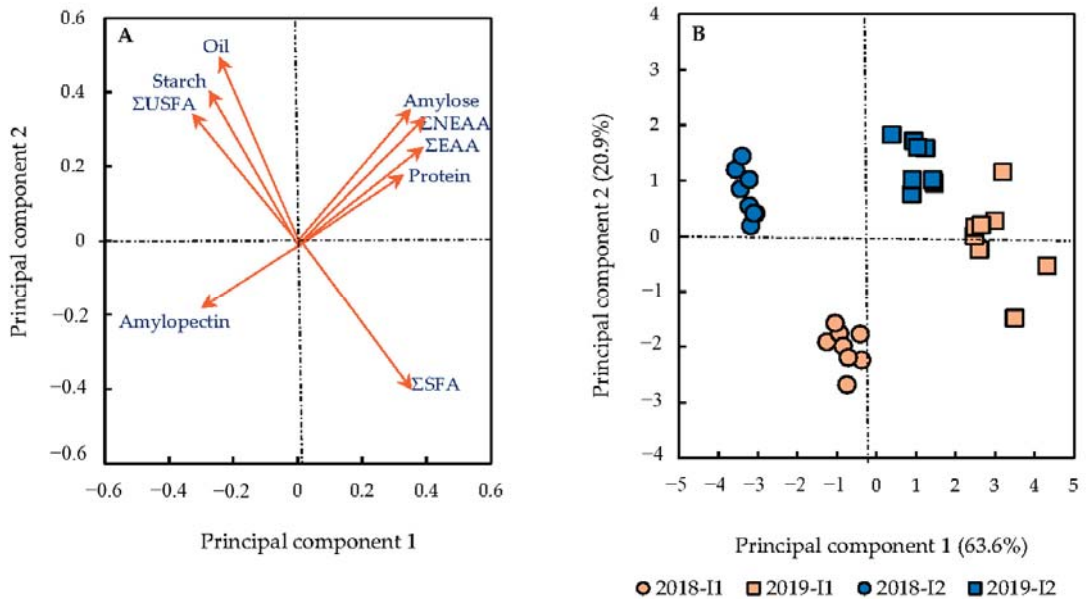 A
0.6
0.4
0.2
0
−0.2
−0.4
−0.6
Principal component 2
Oil
Starch
ΣUSFA
Amylose
ΣNEAA
ΣEAA
Protein
Amylopectin
ΣSFA
−0.6 −0.4 −0.2 0 0.2 0.4 0.6
Principal component 1
B
4
3
2
1
0
−1
−2
−3
−4
Principal component 2 (20.9%)
−5 −4 −3 −2 −1 0 1 2 3 4 5
Principal component 1 (63.6%)
2018-I1 2019-I1 2018-I2 2019-I2